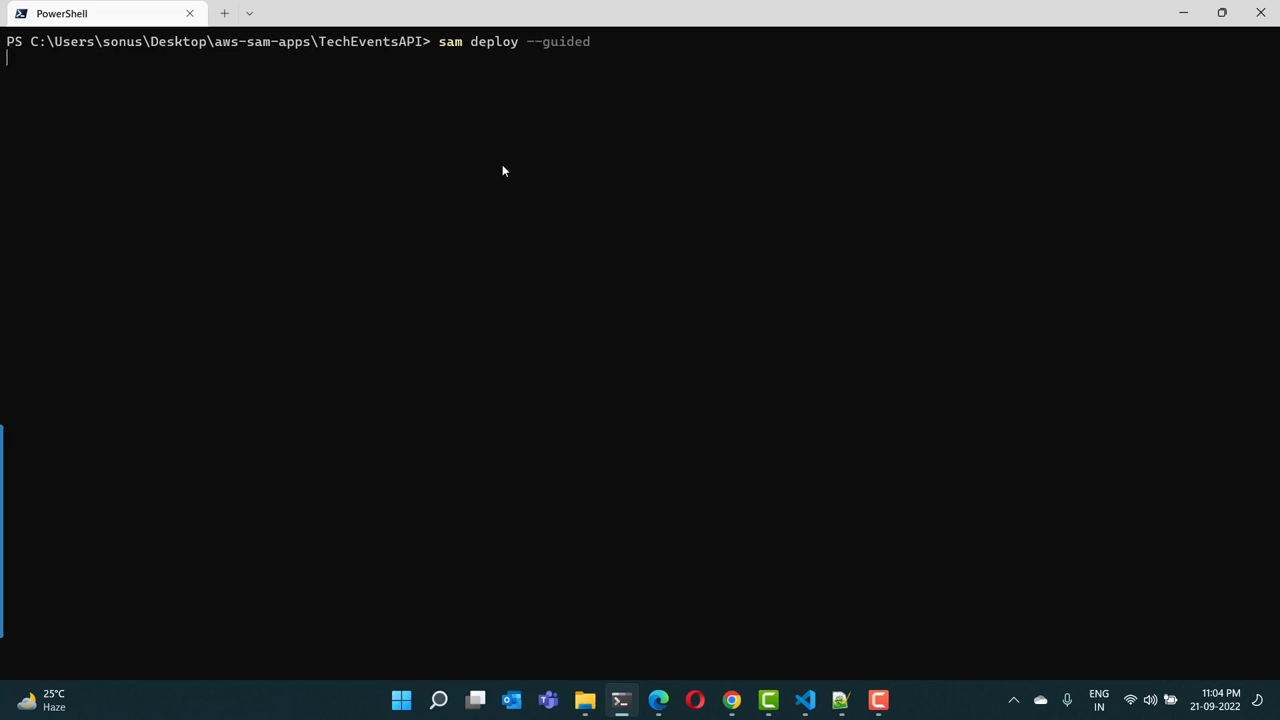 PowerShell
PS C:\Users\sonus\Desktop\aws-sam-apps\TechEventsAPI> sam deploy --guided
25°C
Haze
ENG
IN
11:04 PM
21-09-2022